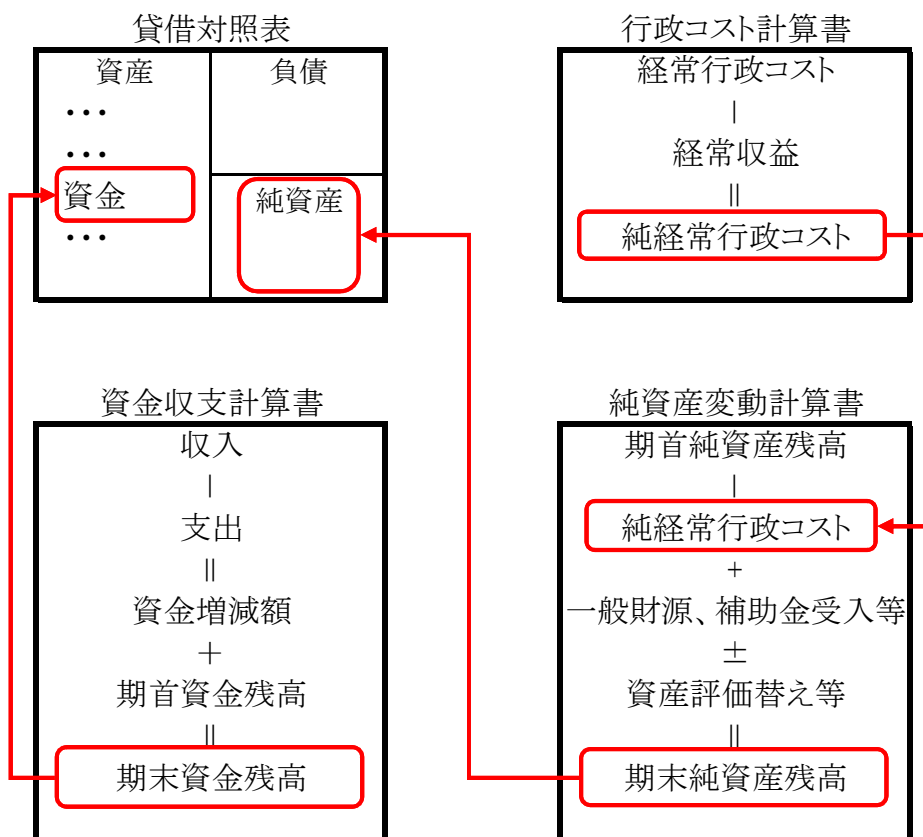 貸借対照表
資産
負債
・・・
・・・
資金
純資産
・・・
行政コスト計算書
経常行政コスト
|
経常収益
||
純経常行政コスト
資金収支計算書
収入
|
支出
||
資金増減額
＋
期首資金残高
||
期末資金残高
純資産変動計算書
期首純資産残高
|
純経常行政コスト
+
一般財源、補助金受入等
±
資産評価替え等
||
期末純資産残高